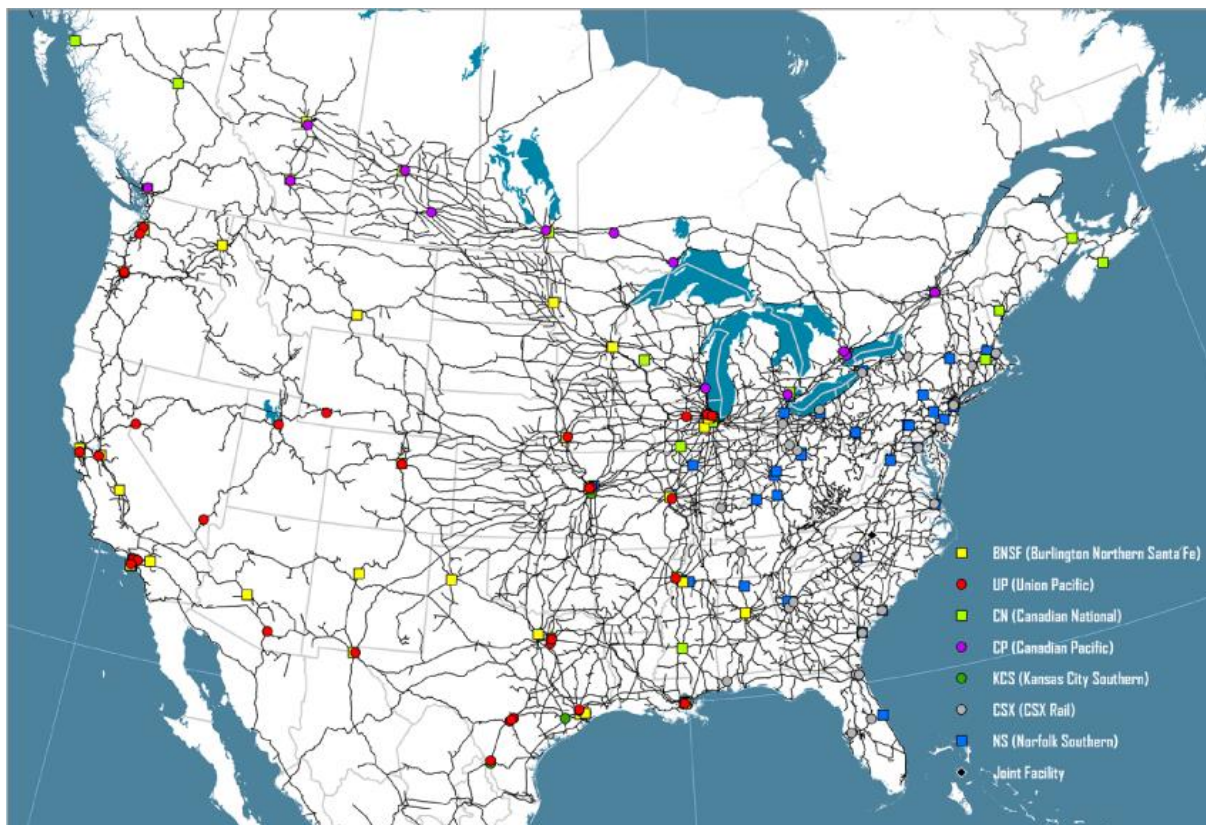 BNSF (Burlington Northern Santa Fe)
UP (Union Pacific)
CN (Canadian National)
CP (Canadian Pacific)
KCS (Kansas City Southern)
CSX (CSX Rail)
NS (Norfolk Southern)
Joint Facility